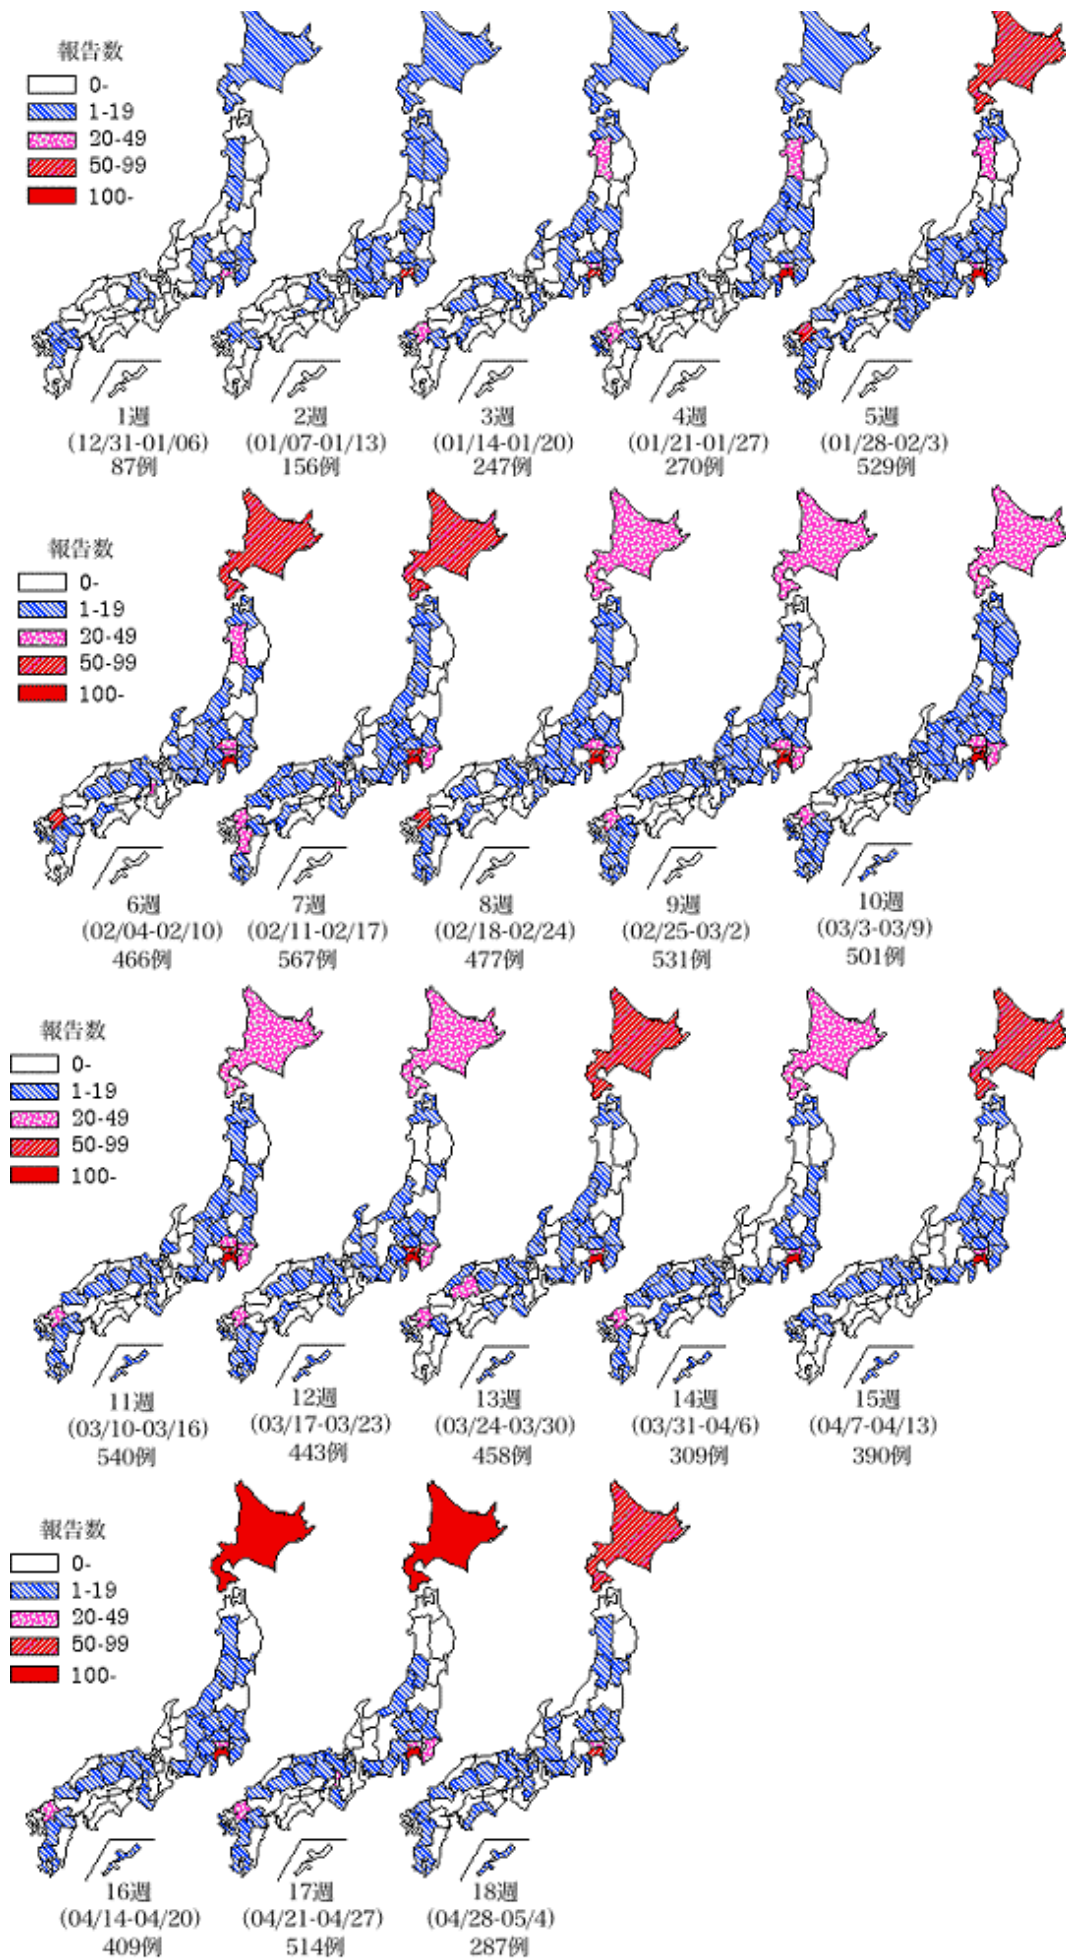 報告数
0-
1-19
20-49
50-99
100-
1週
(12/31-01/06)
87例
2週
(01/07-01/13)
156例
3週
(01/14-01/20)
247例
4週
(01/21-01/27)
270例
5週
(01/28-02/3)
529例
報告数
0-
1-19
20-49
50-99
100-
6週
(02/04-02/10)
466例
7週
(02/11-02/17)
567例
8週
(02/18-02/24)
477例
9週
(02/25-03/2)
531例
10週
(03/3-03/9)
501例
報告数
0-
1-19
20-49
50-99
100-
11週
(03/10-03/16)
540例
12週
(03/17-03/23)
443例
13週
(03/24-03/30)
458例
14週
(03/31-04/6)
309例
15週
(04/7-04/13)
390例
報告数
0-
1-19
20-49
50-99
100-
16週
(04/14-04/20)
409例
17週
(04/21-04/27)
514例
18週
(04/28-05/4)
287例